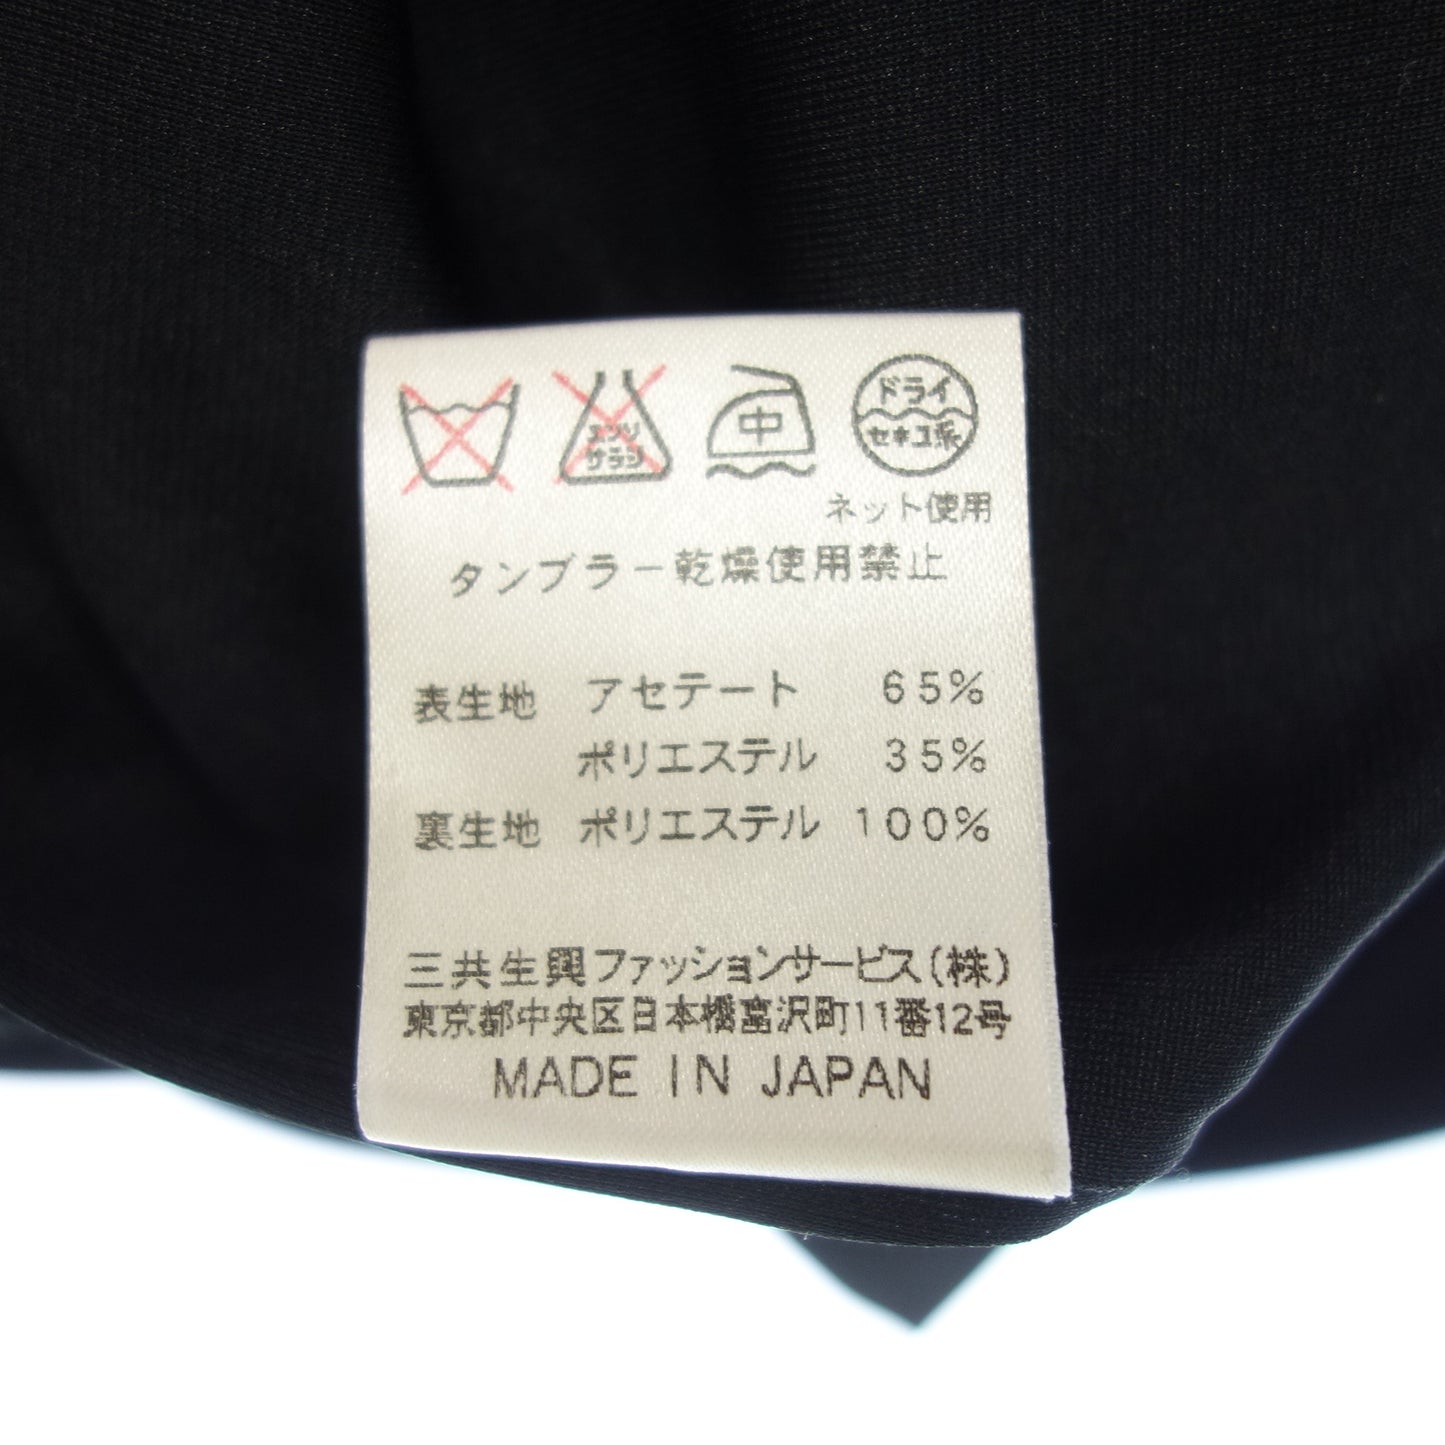 エンソ
サラシ
中
ドライ
セキユ系
ネット使用
タンブラー乾燥使用禁止
表生地 アセテート 65%
ポリエステル 35%
裏生地 ポリエステル 100%
三共生興ファッションサービス(株)
東京都中央区日本橋富沢町11番12号
MADE IN JAPAN